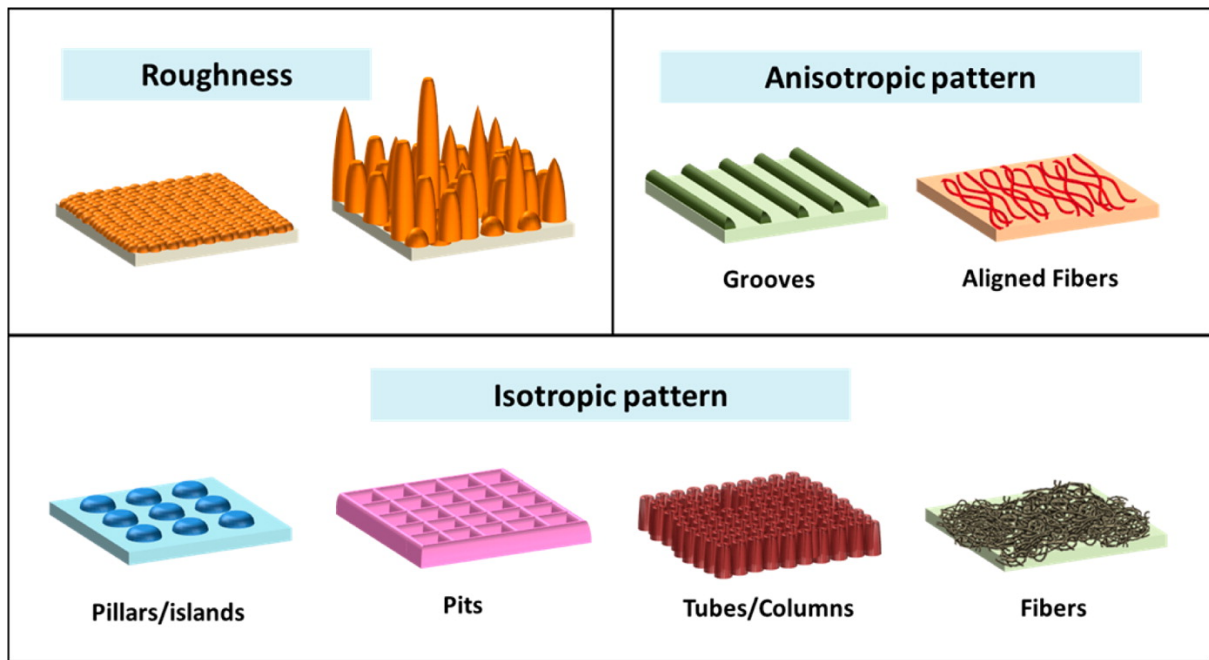 Roughness
Anisotropic pattern
Grooves
Aligned Fibers
Isotropic pattern
Pillars/islands
Pits
Tubes/Columns
Fibers